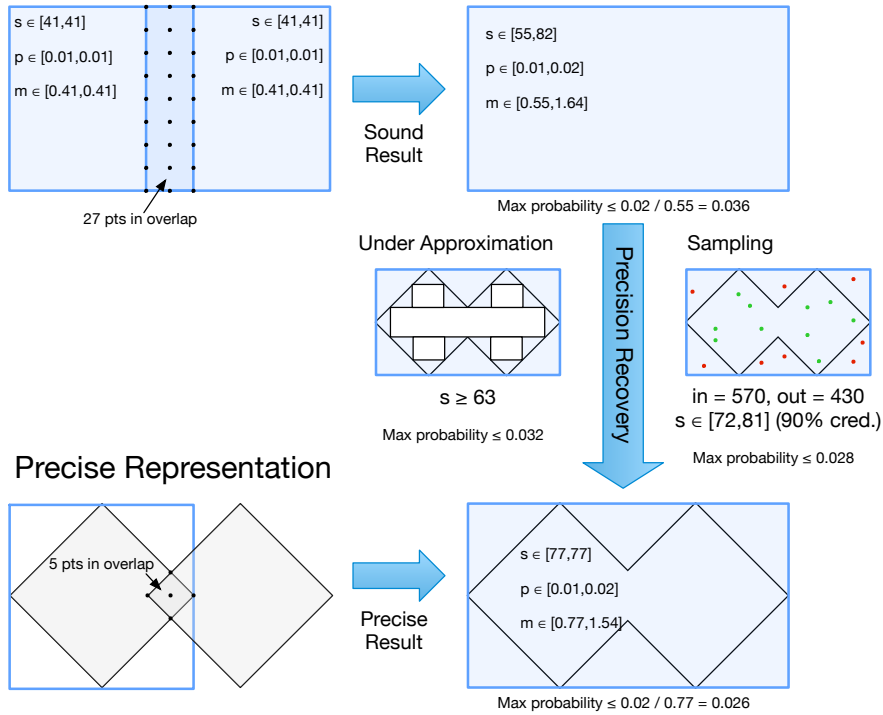 s ∈ [41,41]
p ∈ [0.01,0.01]
m ∈ [0.41,0.41]
s ∈ [41,41]
p ∈ [0.01,0.01]
m ∈ [0.41,0.41]
27 pts in overlap
Sound
Result
s ∈ [55,82]
p ∈ [0.01,0.02]
m ∈ [0.55,1.64]
Max probability ≤ 0.02 / 0.55 = 0.036
Under Approximation
s ≥ 63
Max probability ≤ 0.032
Precision Recovery
Sampling
in = 570, out = 430
s ∈ [72,81] (90% cred.)
Max probability ≤ 0.028
Precise Representation
5 pts in overlap
Precise
Result
s ∈ [77,77]
p ∈ [0.01,0.02]
m ∈ [0.77,1.54]
Max probability ≤ 0.02 / 0.77 = 0.026